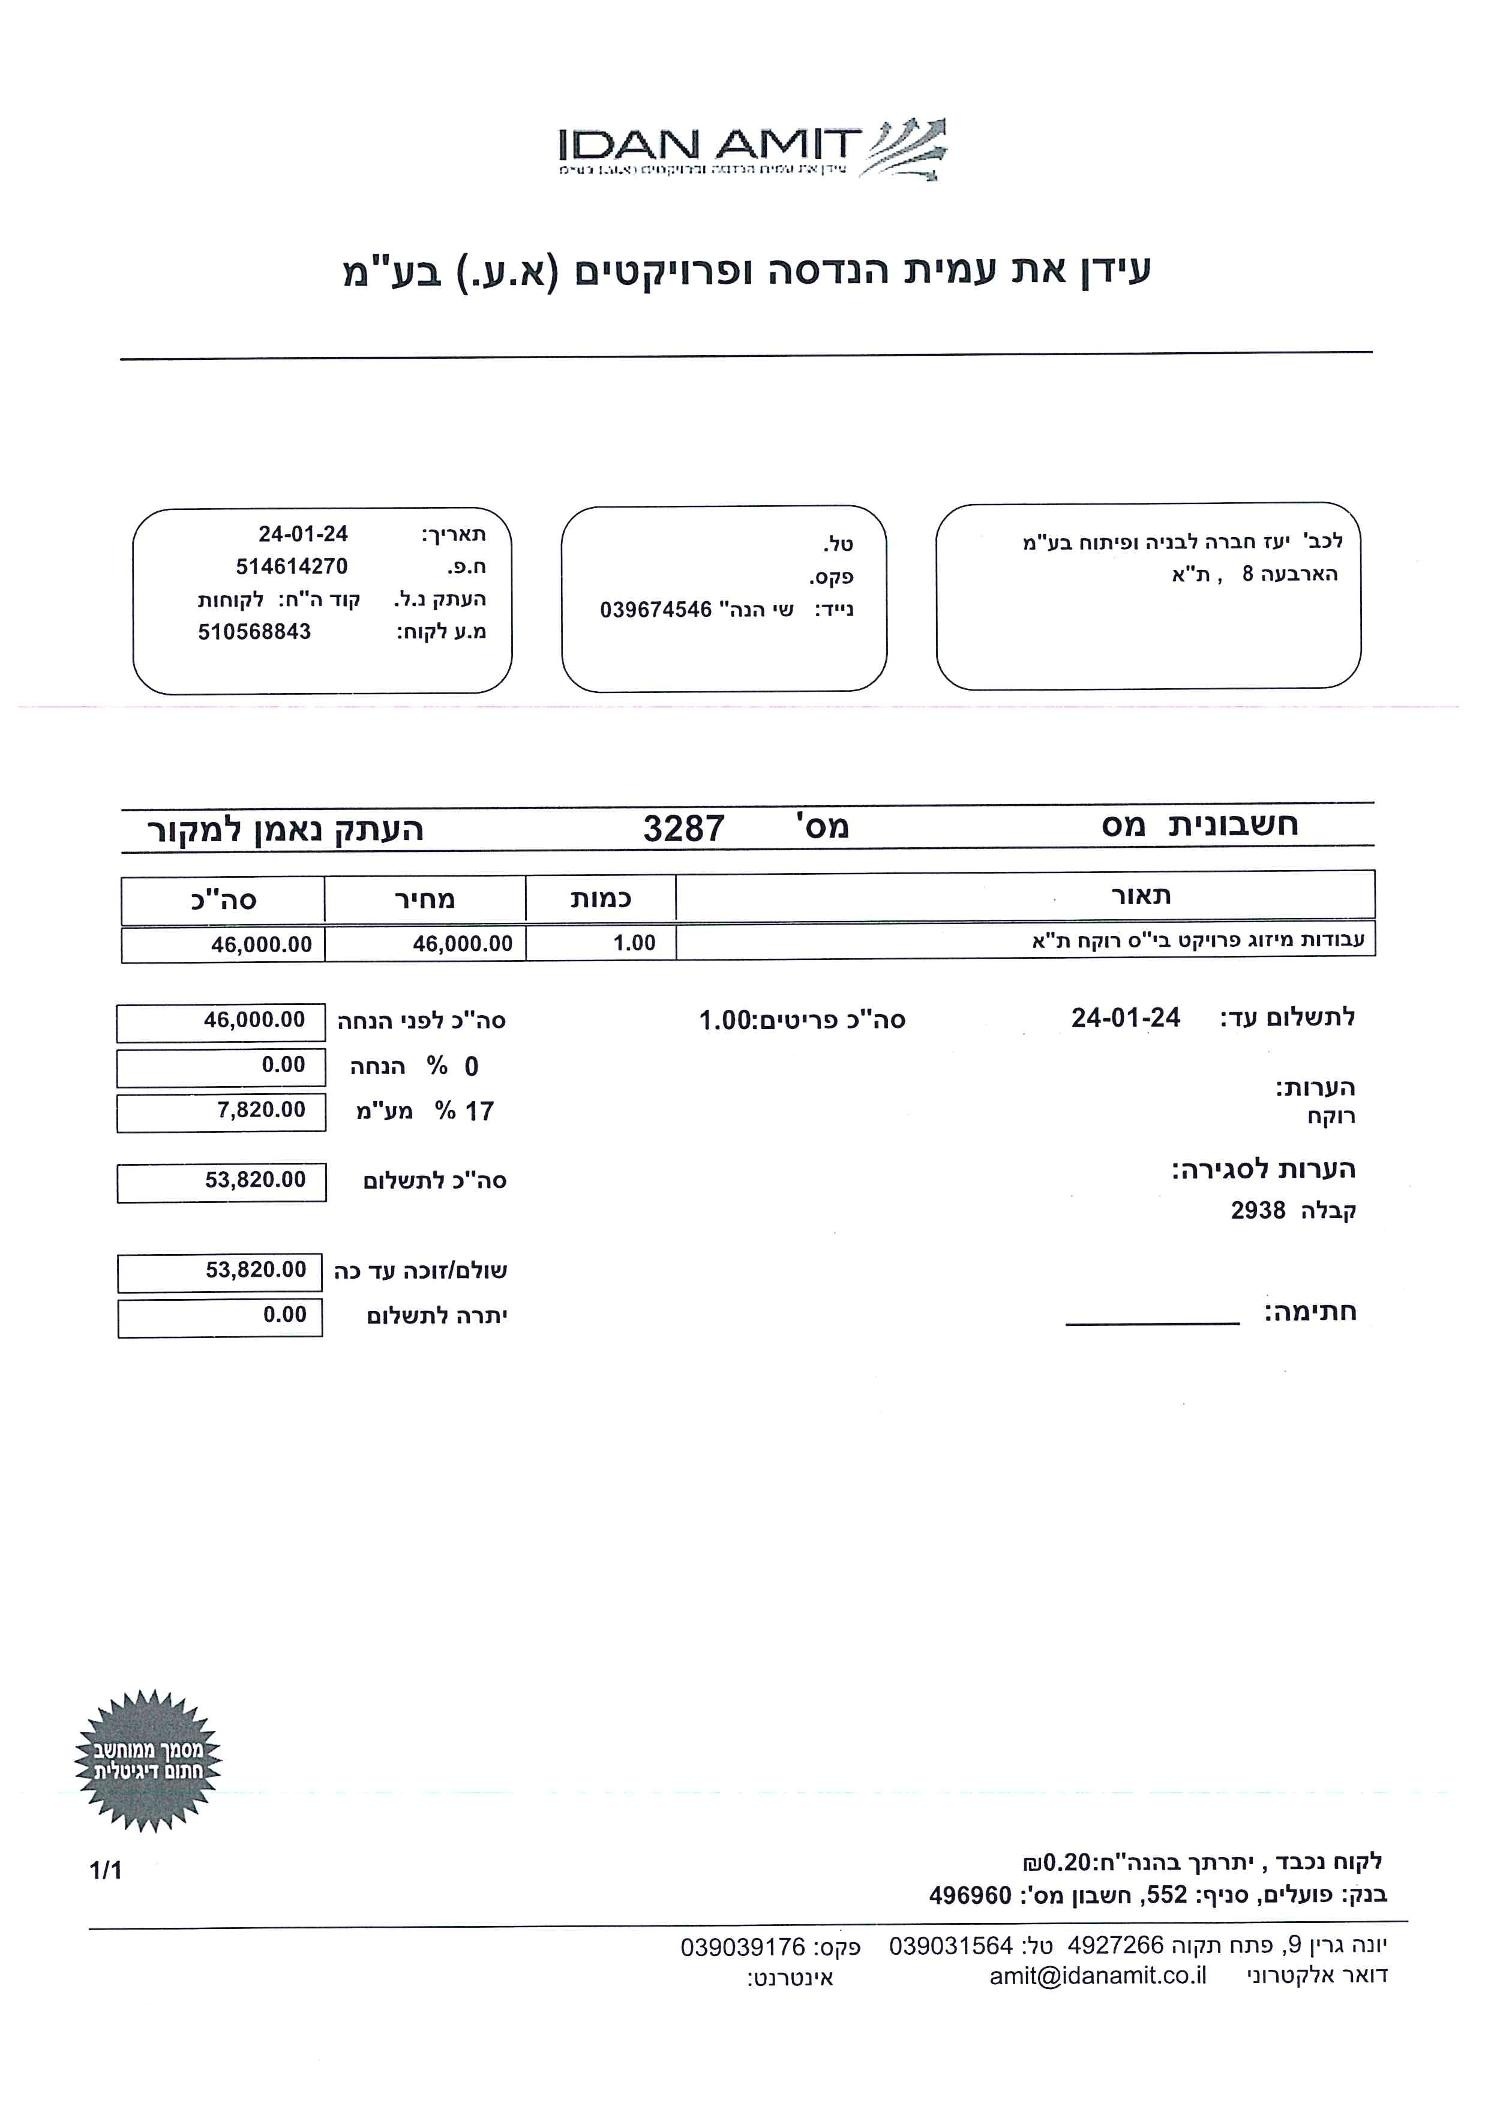 IDAN AMIT
עידן את עמית הנדסה ופרויקטים (א.ע.) בע"מ
עידן את עמית הנדסה ופרויקטים (א.ע.) בע"מ
לכב' יעז חברה לבניה ופיתוח בע"מ
הארבעה 8 , ת"א
טל.
פקס.
נייד: שי הנה" 039674546
תאריך: 24-01-24
ח.פ. 514614270
העתק נ.ל. קוד ה"ח: לקוחות
מ.ע לקוח: 510568843
חשבונית מס מס' 3287 העתק נאמן למקור
תאור כמות מחיר סה"כ
עבודות מיזוג פרויקט בי"ס רוקח ת"א 1.00 46,000.00 46,000.00
לתשלום עד: 24-01-24 סה"כ פריטים:1.00 סה"כ לפני הנחה 46,000.00
0 % הנחה 0.00
הערות:
רוקח
17 % מע"מ 7,820.00
הערות לסגירה:
סה"כ לתשלום 53,820.00
קבלה 2938
שולם/זוכה עד כה 53,820.00
חתימה: יתרה לתשלום 0.00
מסמך ממוחשב
חתום דיגיטלית
לקוח נכבד , יתרתך בהנה"ח:0.20₪
1/1
בנק: פועלים, סניף: 552, חשבון מס': 496960
יונה גרין 9, פתח תקוה 4927266 טל: 039031564 פקס: 039039176
דואר אלקטרוני amit@idanamit.co.il אינטרנט: